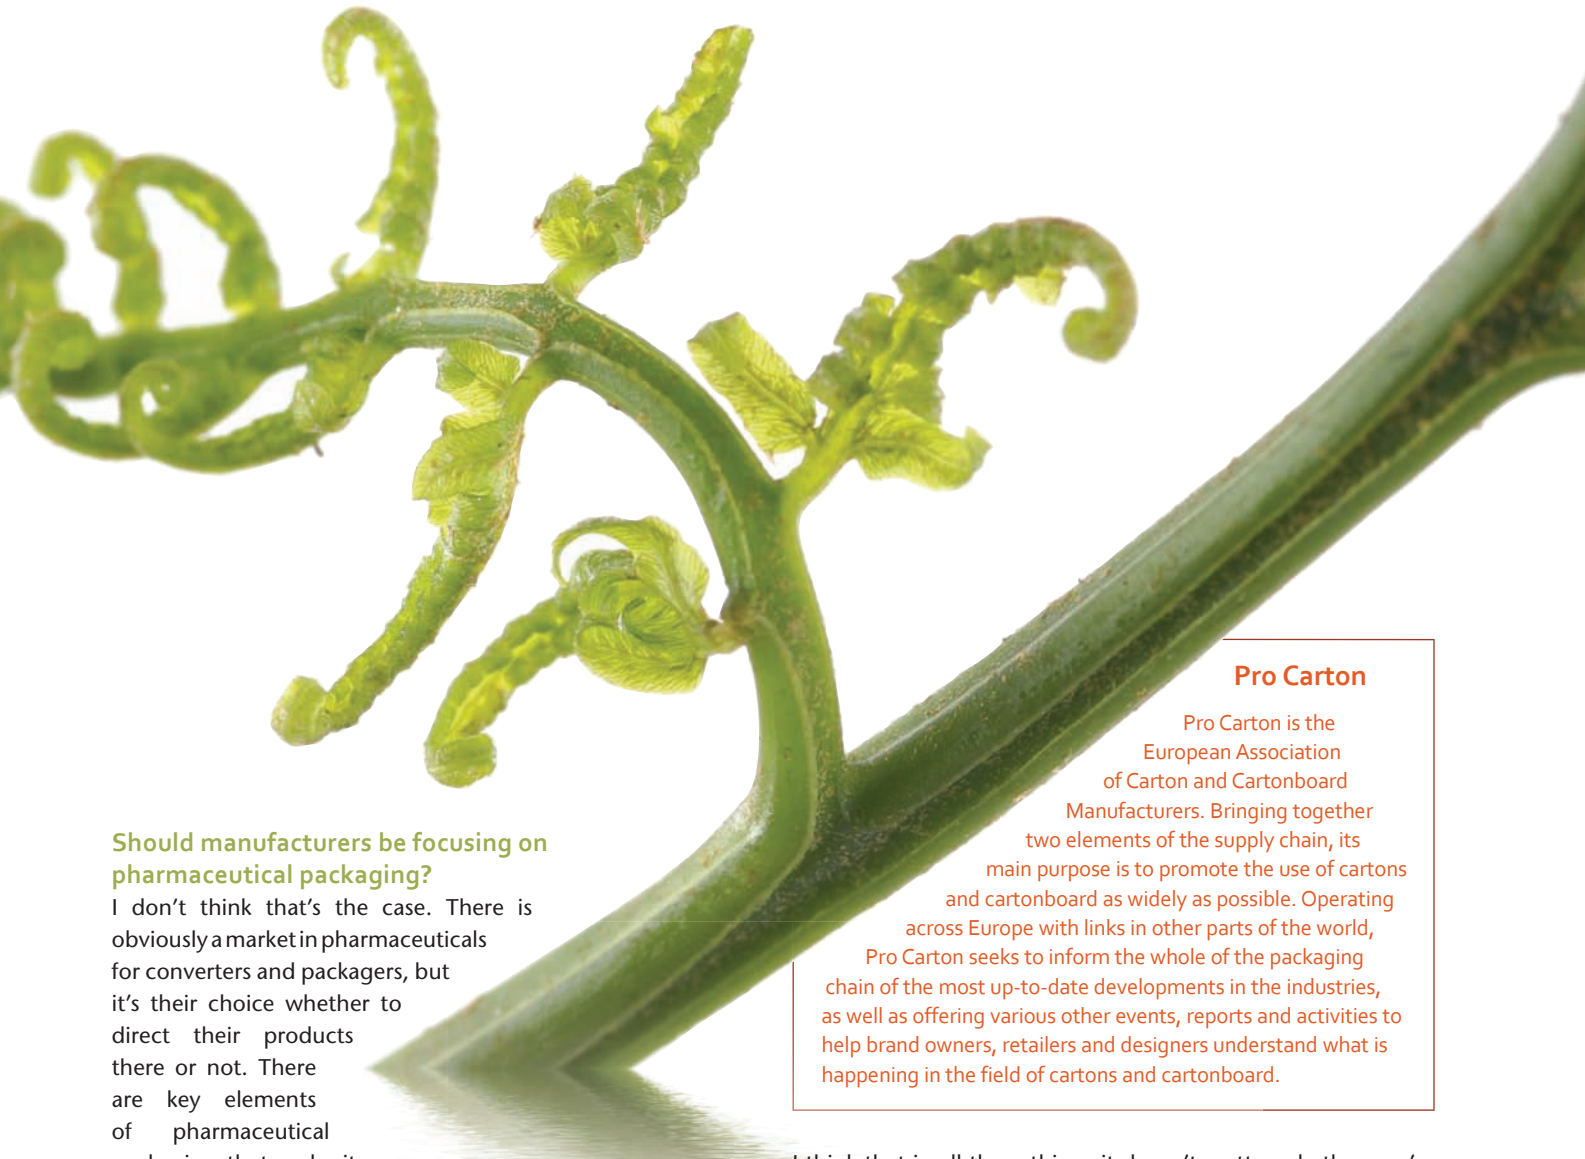 Should manufacturers be focusing on
pharmaceutical packaging?
I don't think that's the case. There is
obviously a market in pharmaceuticals
for converters and packagers, but
it's their choice whether to
direct their products
there or not. There
are key elements
of pharmaceutical
Pro Carton
Pro Carton is the
European Association
of Carton and Cartonboard
Manufacturers. Bringing together
two elements of the supply chain, its
main purpose is to promote the use of cartons
and cartonboard as widely as possible. Operating
across Europe with links in other parts of the world,
Pro Carton seeks to inform the whole of the packaging
chain of the most up-to-date developments in the industries,
as well as offering various other events, reports and activities to
help brand owners, retailers and designers understand what is
happening in the field of cartons and cartonboard.